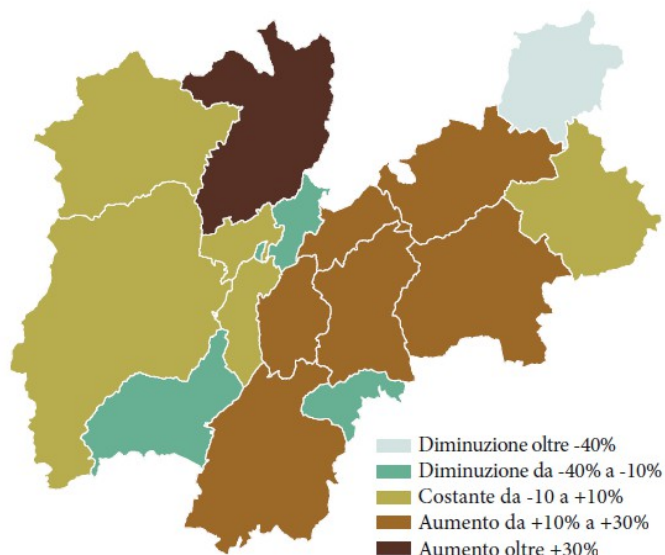 Diminuzione oltre -40%
Diminuzione da -40% a -10%
Costante da -10 a +10%
Aumento da +10% a +30%
Aumento oltre +30%